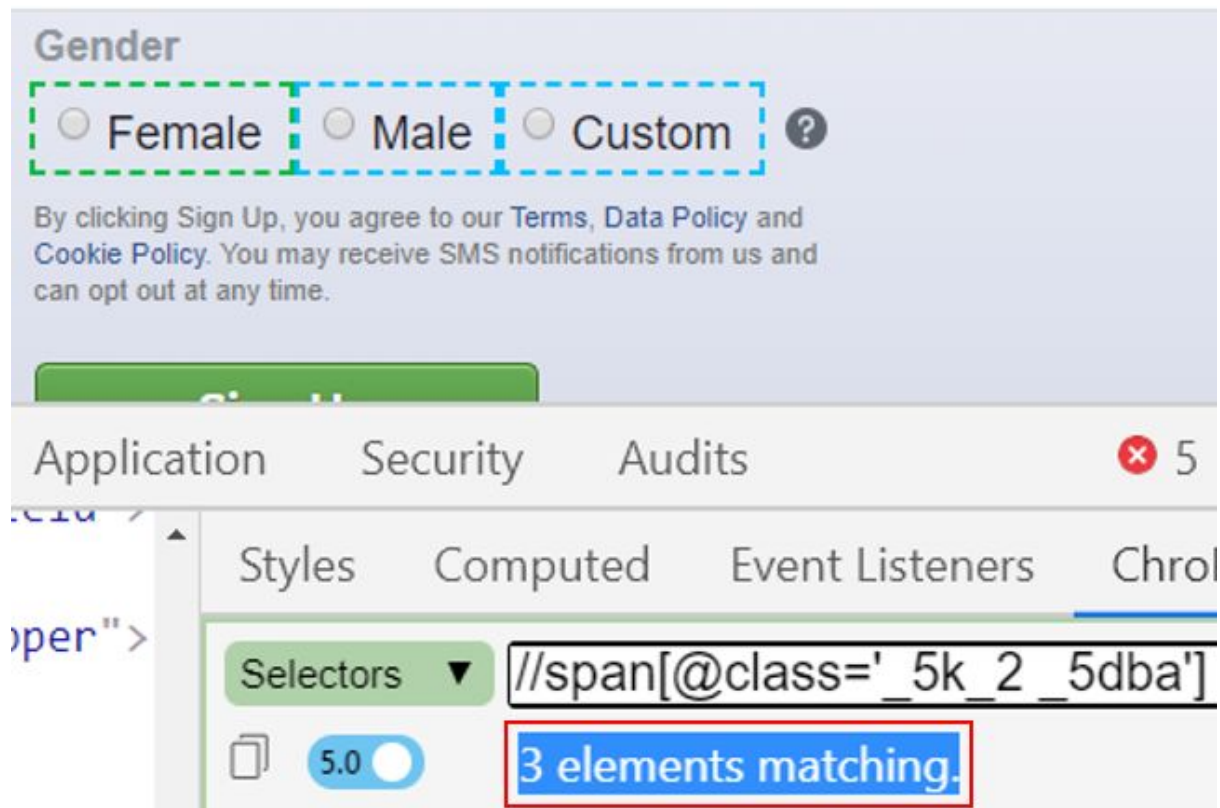 Gender
Female Male Custom ?
By clicking Sign Up, you agree to our Terms, Data Policy and
Cookie Policy. You may receive SMS notifications from us and
can opt out at any time.
Application Security Audits 5
Styles Computed Event Listeners
">
Selectors ▼ //span[@class='_5k_2 _5dba']
5.0 3 elements matching.